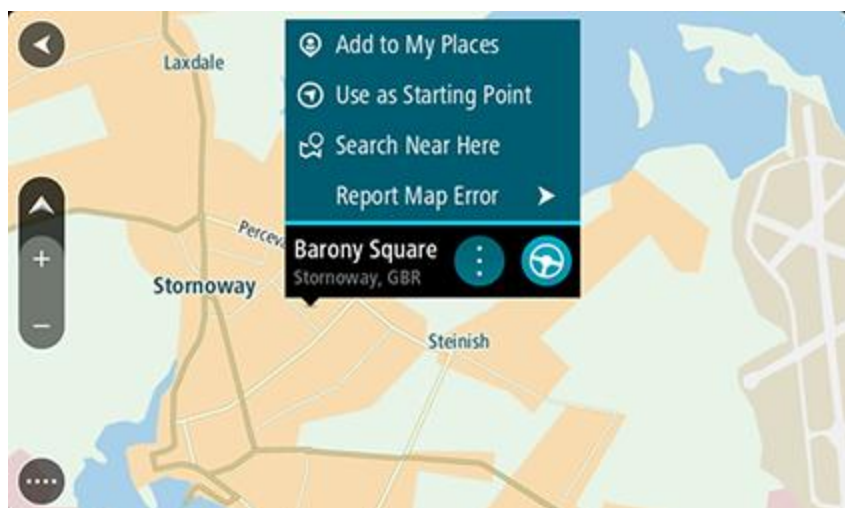 Add to My Places
Laxdale
Use as Starting Point
Search Near Here
Report Map Error
Barony Square
Stornoway, GBR
Stornoway
Steinish